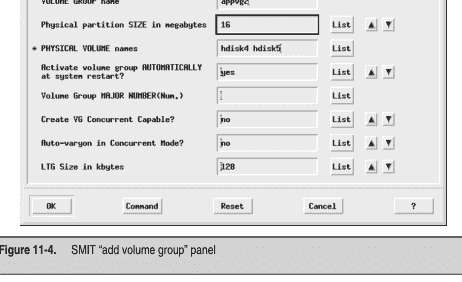 VOLUME GROUP name appvg2
Physical partition SIZE in megabytes 16 List
* PHYSICAL VOLUME names hdisk4 hdisk5 List
Activate volume group AUTOMATICALLY yes List
at system restart?
Volume Group MAJOR NUMBER(Num.) List
Create VG Concurrent Capable? no List
Auto-varyon in Concurrent Mode? no List
LTG Size in kbytes 128 List
OK Command Reset Cancel ?
Figure 11-4. SMIT “add volume group” panel